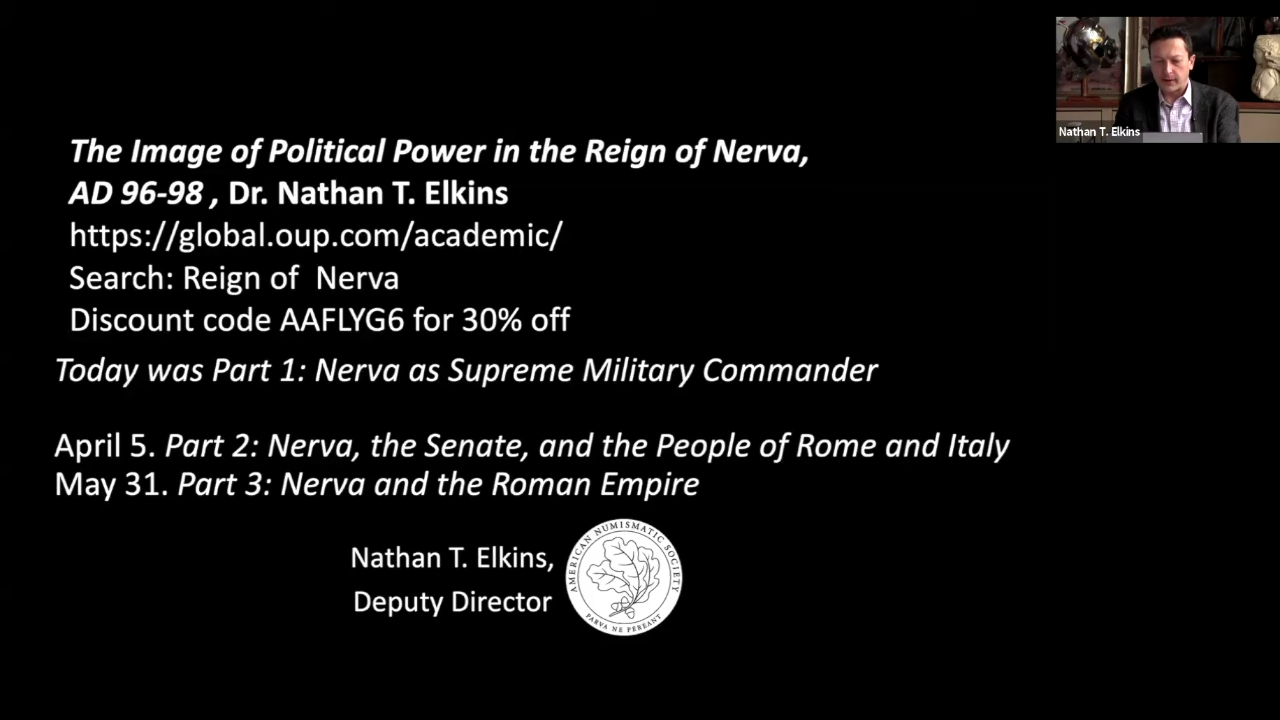 The Image of Political Power in the Reign of Nerva,
AD 96-98 , Dr. Nathan T. Elkins
https://global.oup.com/academic/
Search: Reign of  Nerva
Discount code AAFLYG6 for 30% off
Today was Part 1: Nerva as Supreme Military Commander
April 5. Part 2: Nerva, the Senate, and the People of Rome and Italy
May 31. Part 3: Nerva and the Roman Empire
Nathan T. Elkins,
Deputy Director
AMERICAN NUMISMATIC SOCIETY
PARVA NE PEREANT
Nathan T. Elkins